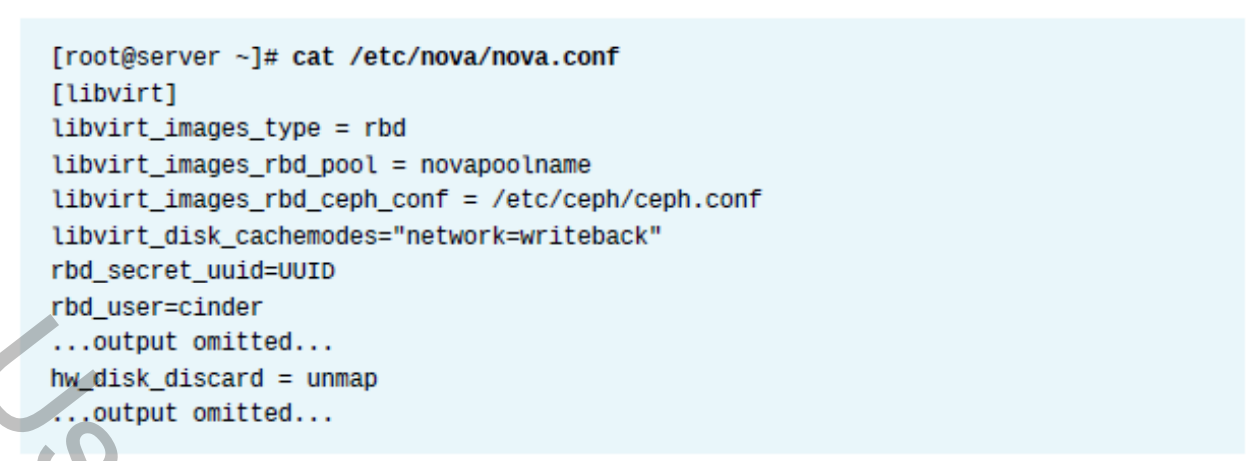 [root@server ~]# cat /etc/nova/nova.conf
[libvirt]
libvirt_images_type = rbd
libvirt_images_rbd_pool = novapoolname
libvirt_images_rbd_ceph_conf = /etc/ceph/ceph.conf
libvirt_disk_cachemodes="network=writeback"
rbd_secret_uuid=UUID
rbd_user=cinder
...output omitted...
hw_disk_discard = unmap
...output omitted...